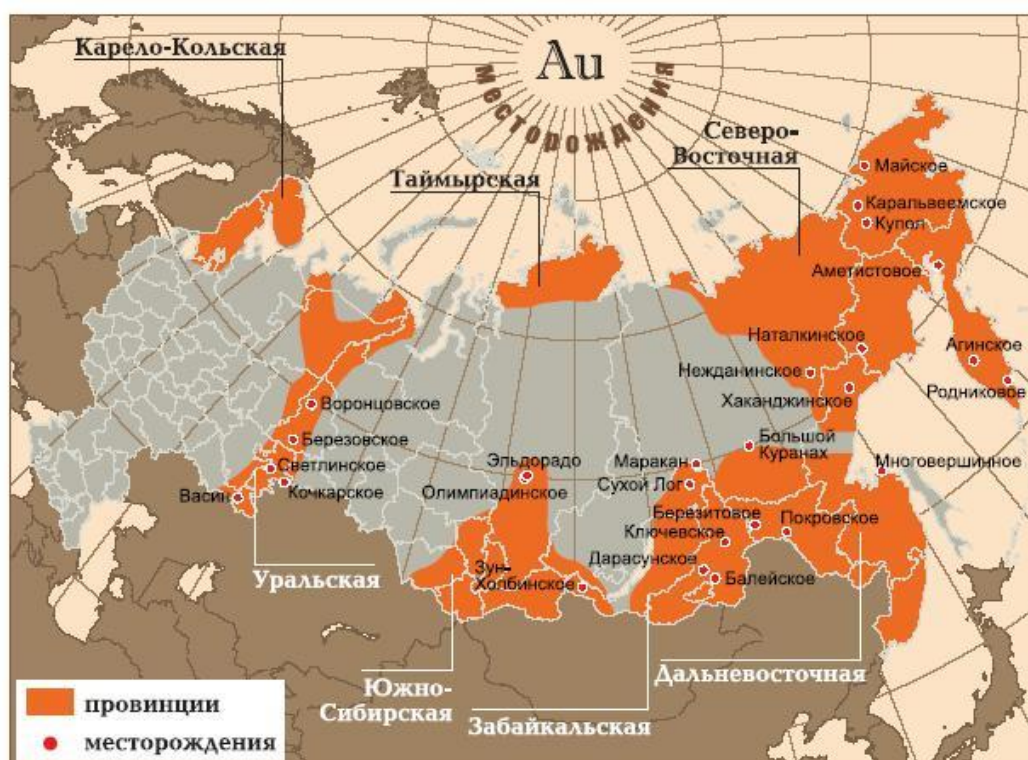 Карело-Кольская
Au
месторождения
Северо-
Восточная
Таймырская
Майское
Каральвеемское
Купол
Аметистовое
Наталкинское
Агинское
Нежданинское
Родниковое
Хаканджинское
Воронцовское
Березовское
Большой
Куранах
Эльдорадо
Маракан
Светлинское
Многовершинное
Васин
Кочкарское
Олимпиадинское
Сухой Лог
Березитовое
Покровское
Ключевское
Дарасунское
Зун-
Холбинское
Балейское
Уральская
Дальневосточная
Южно-
Сибирская
Забайкальская
провинции
месторождения